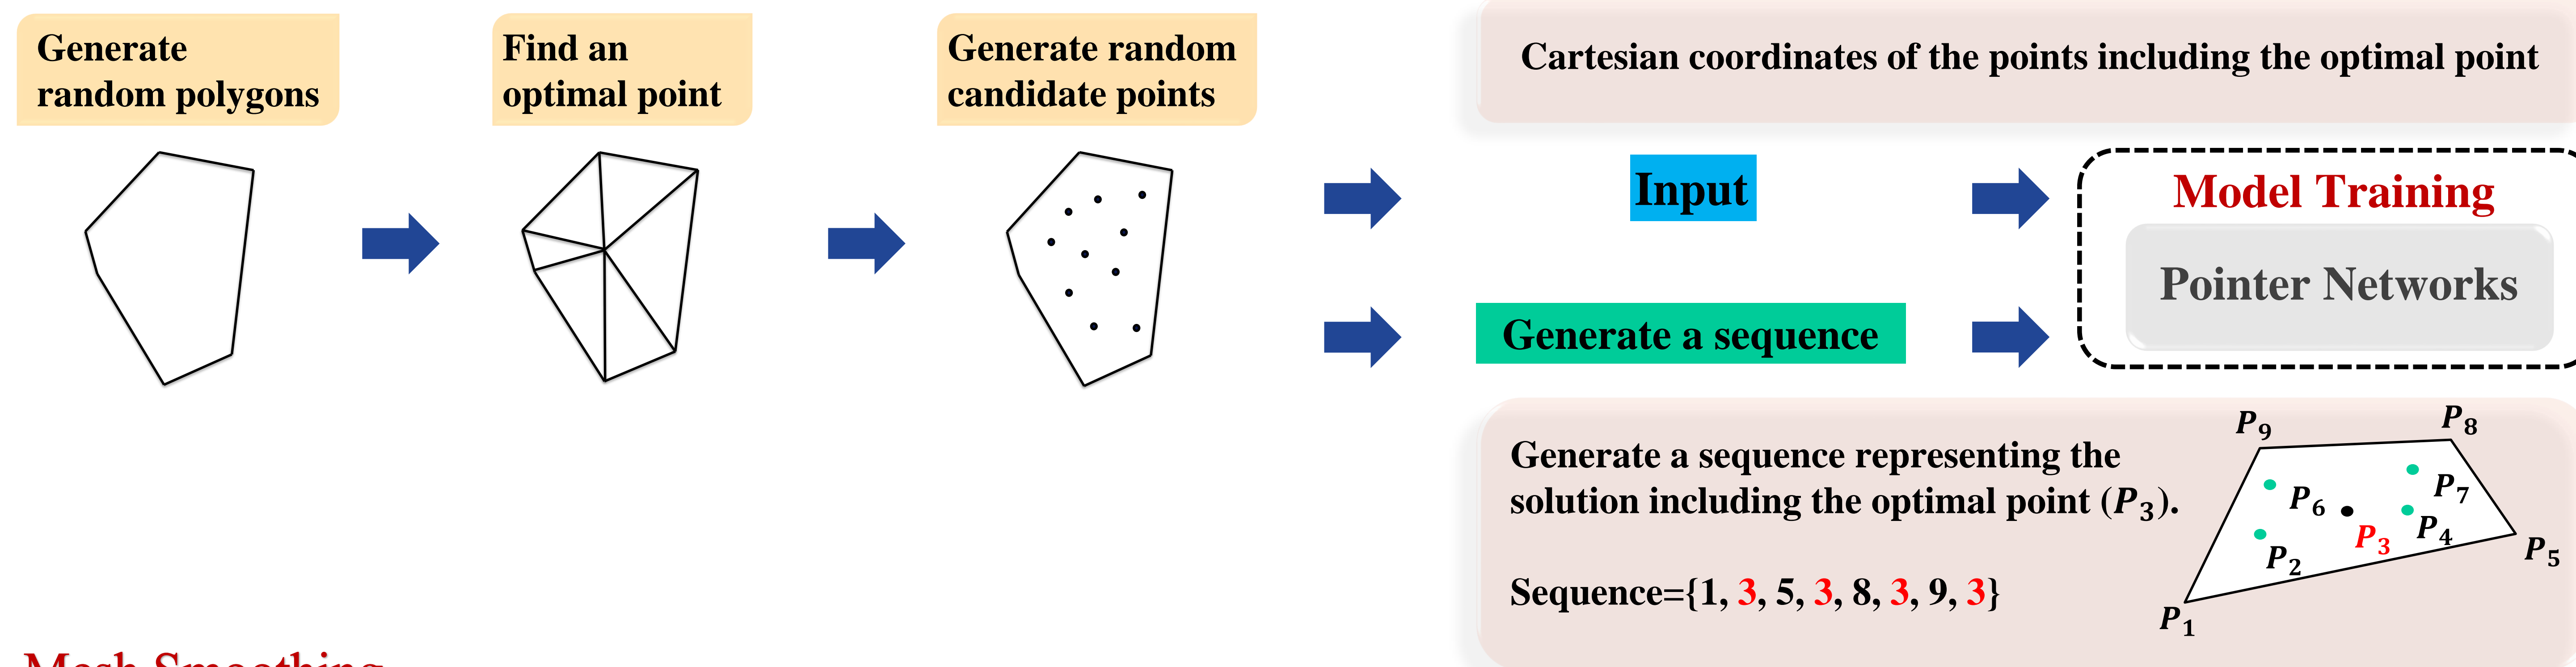 Generate
random polygons
Find an
optimal point
Generate random
candidate points
Cartesian coordinates of the points including the optimal point
Input
Model Training
Pointer Networks
Generate a sequence
Generate a sequence representing the
solution including the optimal point (P₃).
Sequence={1, 3, 5, 3, 8, 3, 9, 3}
P₉
P₈
P₇
P₆
P₄
P₃
P₅
P₂
P₁
Mesh Smoothing